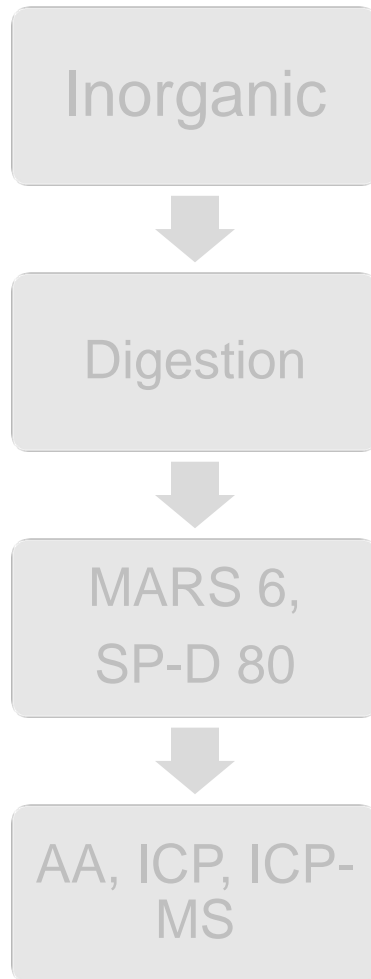 Inorganic
Digestion
MARS 6,
SP-D 80
AA, ICP, ICP-
MS